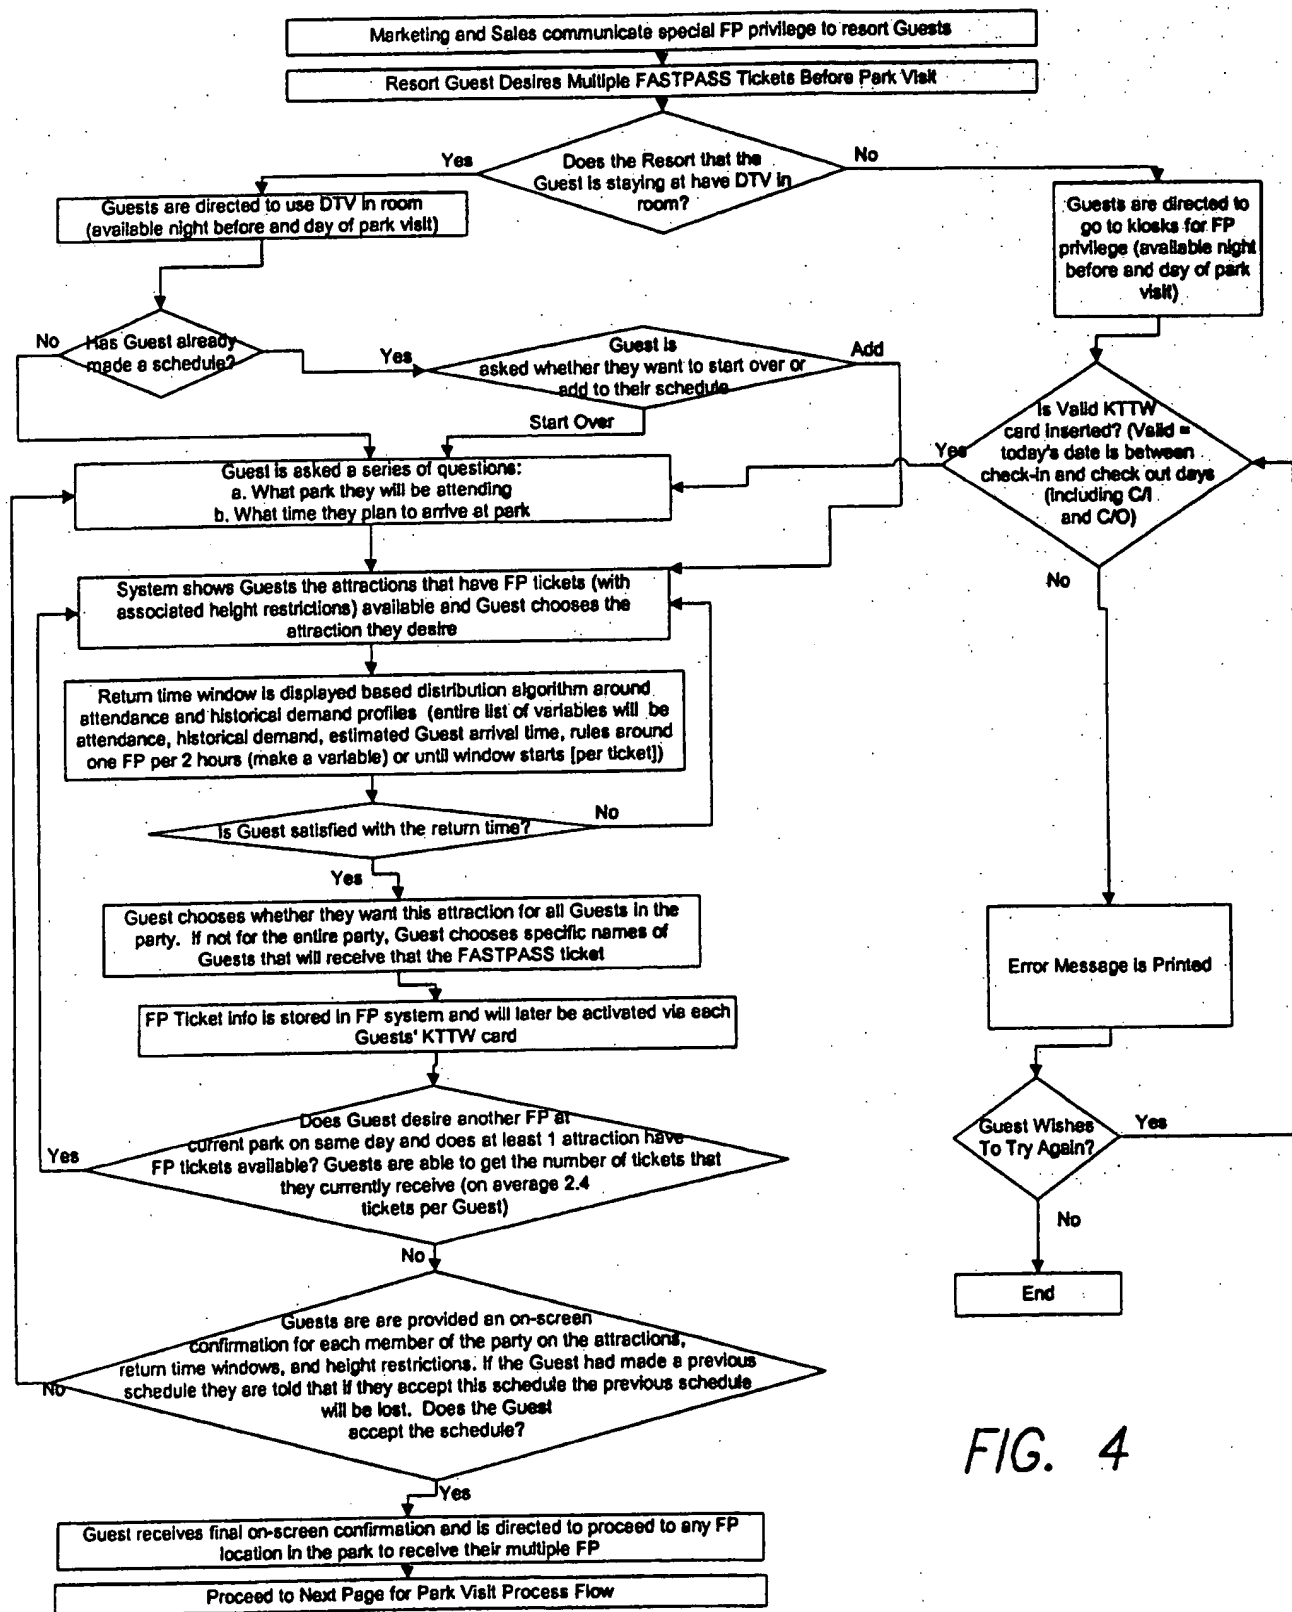 Marketing and Sales communicate special FP privilege to resort Guests
Resort Guest Desires Multiple FASTPASS Tickets Before Park Visit
Does the Resort that the
Guest is staying at have DTV in
room?
Yes
No
Guests are directed to use DTV in room
(available night before and day of park visit)
Guests are directed to
go to kiosks for FP
privilege (available night
before and day of park
visit)
Has Guest already
made a schedule?
No
Yes
Guest is
asked whether they want to start over or
add to their schedule
Add
Start Over
Is Valid KTTW
card inserted? (Valid =
today's date is between
check-in and check out days
(including C/I
and C/O)
Yes
No
Guest is asked a series of questions:
a. What park they will be attending
b. What time they plan to arrive at park
System shows Guests the attractions that have FP tickets (with
associated height restrictions) available and Guest chooses the
attraction they desire
Return time window is displayed based distribution algorithm around
attendance and historical demand profiles (entire list of variables will be
attendance, historical demand, estimated Guest arrival time, rules around
one FP per 2 hours (make a variable) or until window starts [per ticket])
Is Guest satisfied with the return time?
No
Yes
Guest chooses whether they want this attraction for all Guests in the
party. If not for the entire party, Guest chooses specific names of
Guests that will receive that the FASTPASS ticket
FP Ticket info is stored in FP system and will later be activated via each
Guests' KTTW card
Error Message is Printed
Guest Wishes
To Try Again?
Yes
No
End
Does Guest desire another FP at
current park on same day and does at least 1 attraction have
FP tickets available? Guests are able to get the number of tickets that
they currently receive (on average 2.4
tickets per Guest)
Yes
No
Guests are are provided an on-screen
confirmation for each member of the party on the attractions,
return time windows, and height restrictions. If the Guest had made a previous
schedule they are told that if they accept this schedule the previous schedule
will be lost. Does the Guest
accept the schedule?
No
Yes
Guest receives final on-screen confirmation and is directed to proceed to any FP
location in the park to receive their multiple FP
Proceed to Next Page for Park Visit Process Flow
FIG. 4